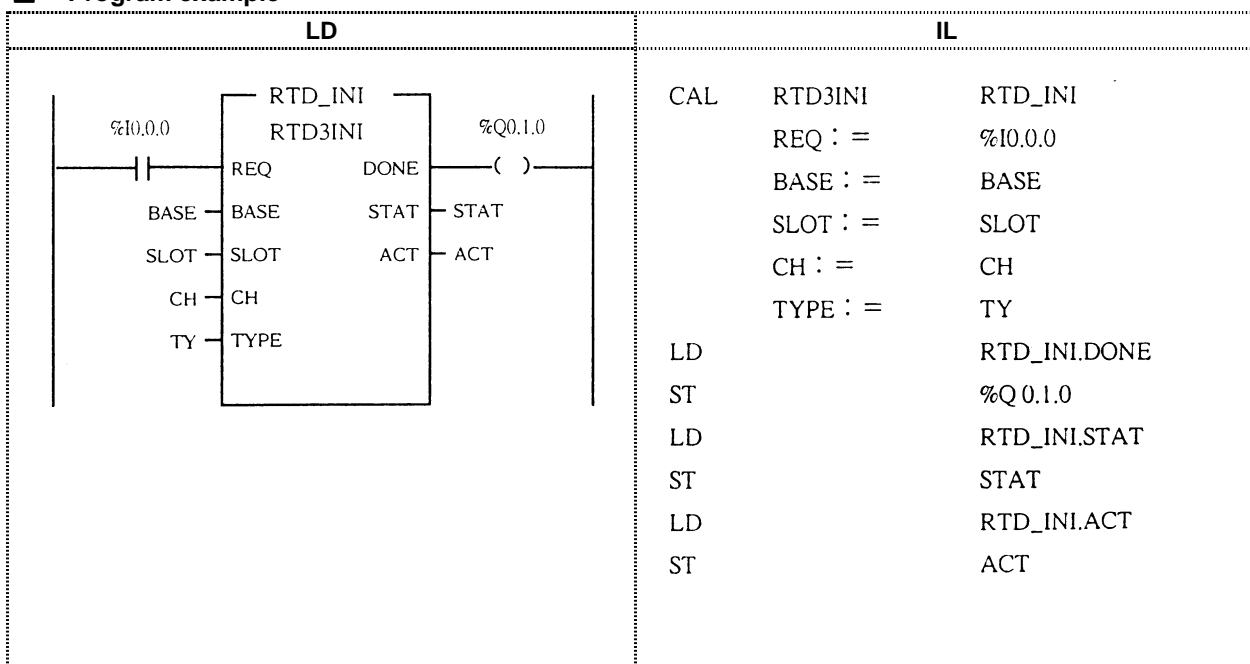 Program example
LD
IL
RTD_INI
RTD3INI
%I0.0.0
%Q0.1.0
REQ DONE
( )
BASE BASE STAT STAT
SLOT SLOT ACT ACT
CH CH
TY TYPE
CAL RTD3INI RTD_INI
REQ : = %I0.0.0
BASE : = BASE
SLOT : = SLOT
CH : = CH
TYPE : = TY
LD RTD_INI.DONE
ST %Q 0.1.0
LD RTD_INI.STAT
ST STAT
LD RTD_INI.ACT
ST ACT